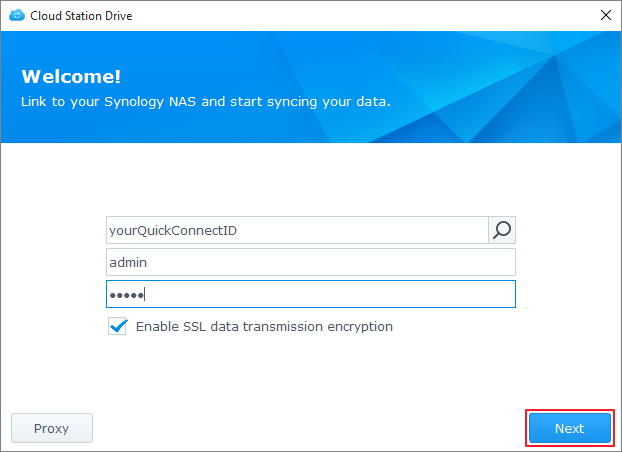 Cloud Station Drive
Welcome!
Link to your Synology NAS and start syncing your data.
yourQuickConnectID
admin
●●●●●
Enable SSL data transmission encryption
Proxy
Next